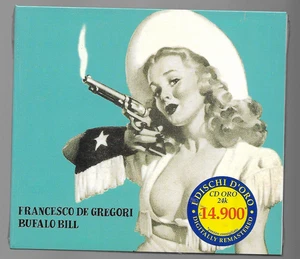 FRANCESCO DE GREGORI
BUFALO BILL
I DISCHI D'ORO
CD ORO
24k
14.900
DIGITALLY REMASTERED